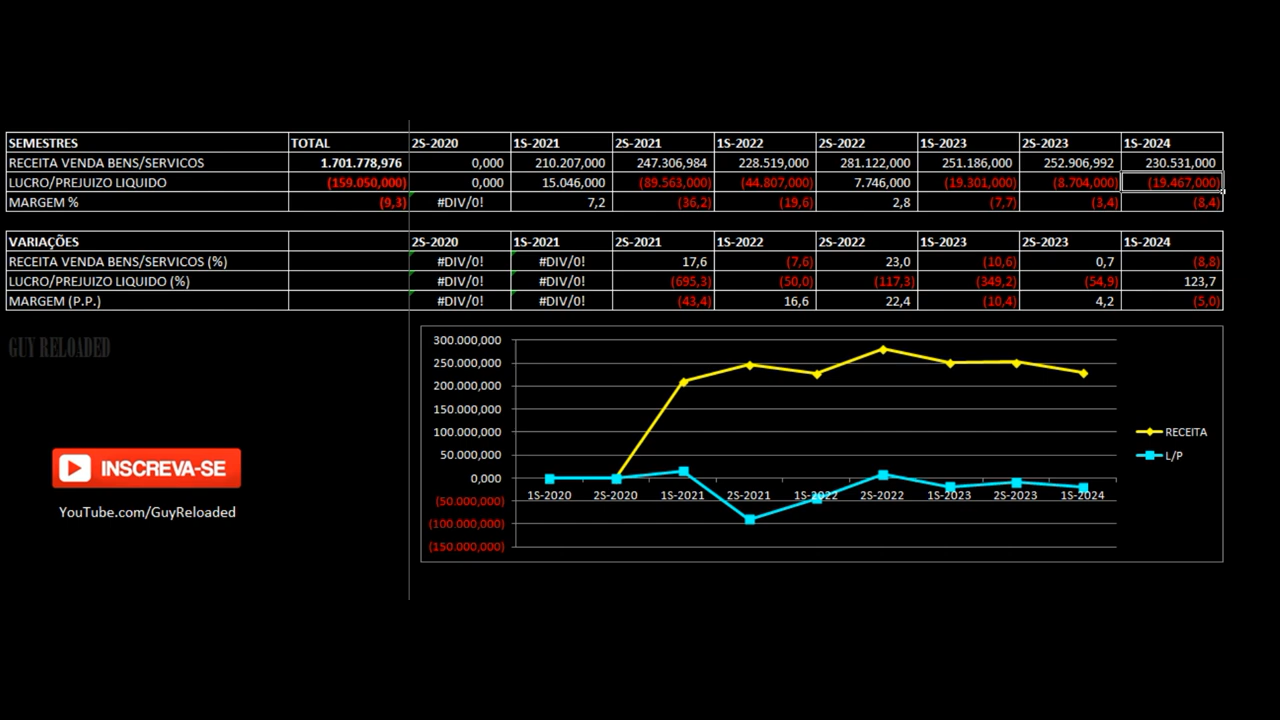 SEMESTRES TOTAL 2S-2020 1S-2021 2S-2021 1S-2022 2S-2022 1S-2023 2S-2023 1S-2024
RECEITA VENDA BENS/SERVICOS 1.701.778,976 0,000 210.207,000 247.306,984 228.519,000 281.122,000 251.186,000 252.906,992 230.531,000
LUCRO/PREJUIZO LIQUIDO (159.050,000) 0,000 15.046,000 (89.563,000) (44.807,000) 7.746,000 (19.301,000) (8.704,000) (19.467,000)
MARGEM % (9,3) #DIV/0! 7,2 (36,2) (19,6) 2,8 (7,7) (3,4) (8,4)
VARIAÇÕES 2S-2020 1S-2021 2S-2021 1S-2022 2S-2022 1S-2023 2S-2023 1S-2024
RECEITA VENDA BENS/SERVICOS (%) #DIV/0! #DIV/0! 17,6 (7,6) 23,0 (10,6) 0,7 (8,8)
LUCRO/PREJUIZO LIQUIDO (%) #DIV/0! #DIV/0! (695,3) (50,0) (117,3) (349,2) (54,9) 123,7
MARGEM (P.P.) #DIV/0! #DIV/0! (43,4) 16,6 22,4 (10,4) 4,2 (5,0)
GUY RELOADED
INSCREVA-SE
YouTube.com/GuyReloaded
300.000,000
250.000,000
200.000,000
150.000,000
100.000,000
50.000,000
0,000
(50.000,000)
(100.000,000)
(150.000,000)
1S-2020 2S-2020 1S-2021 2S-2021 1S-2022 2S-2022 1S-2023 2S-2023 1S-2024
RECEITA
L/P